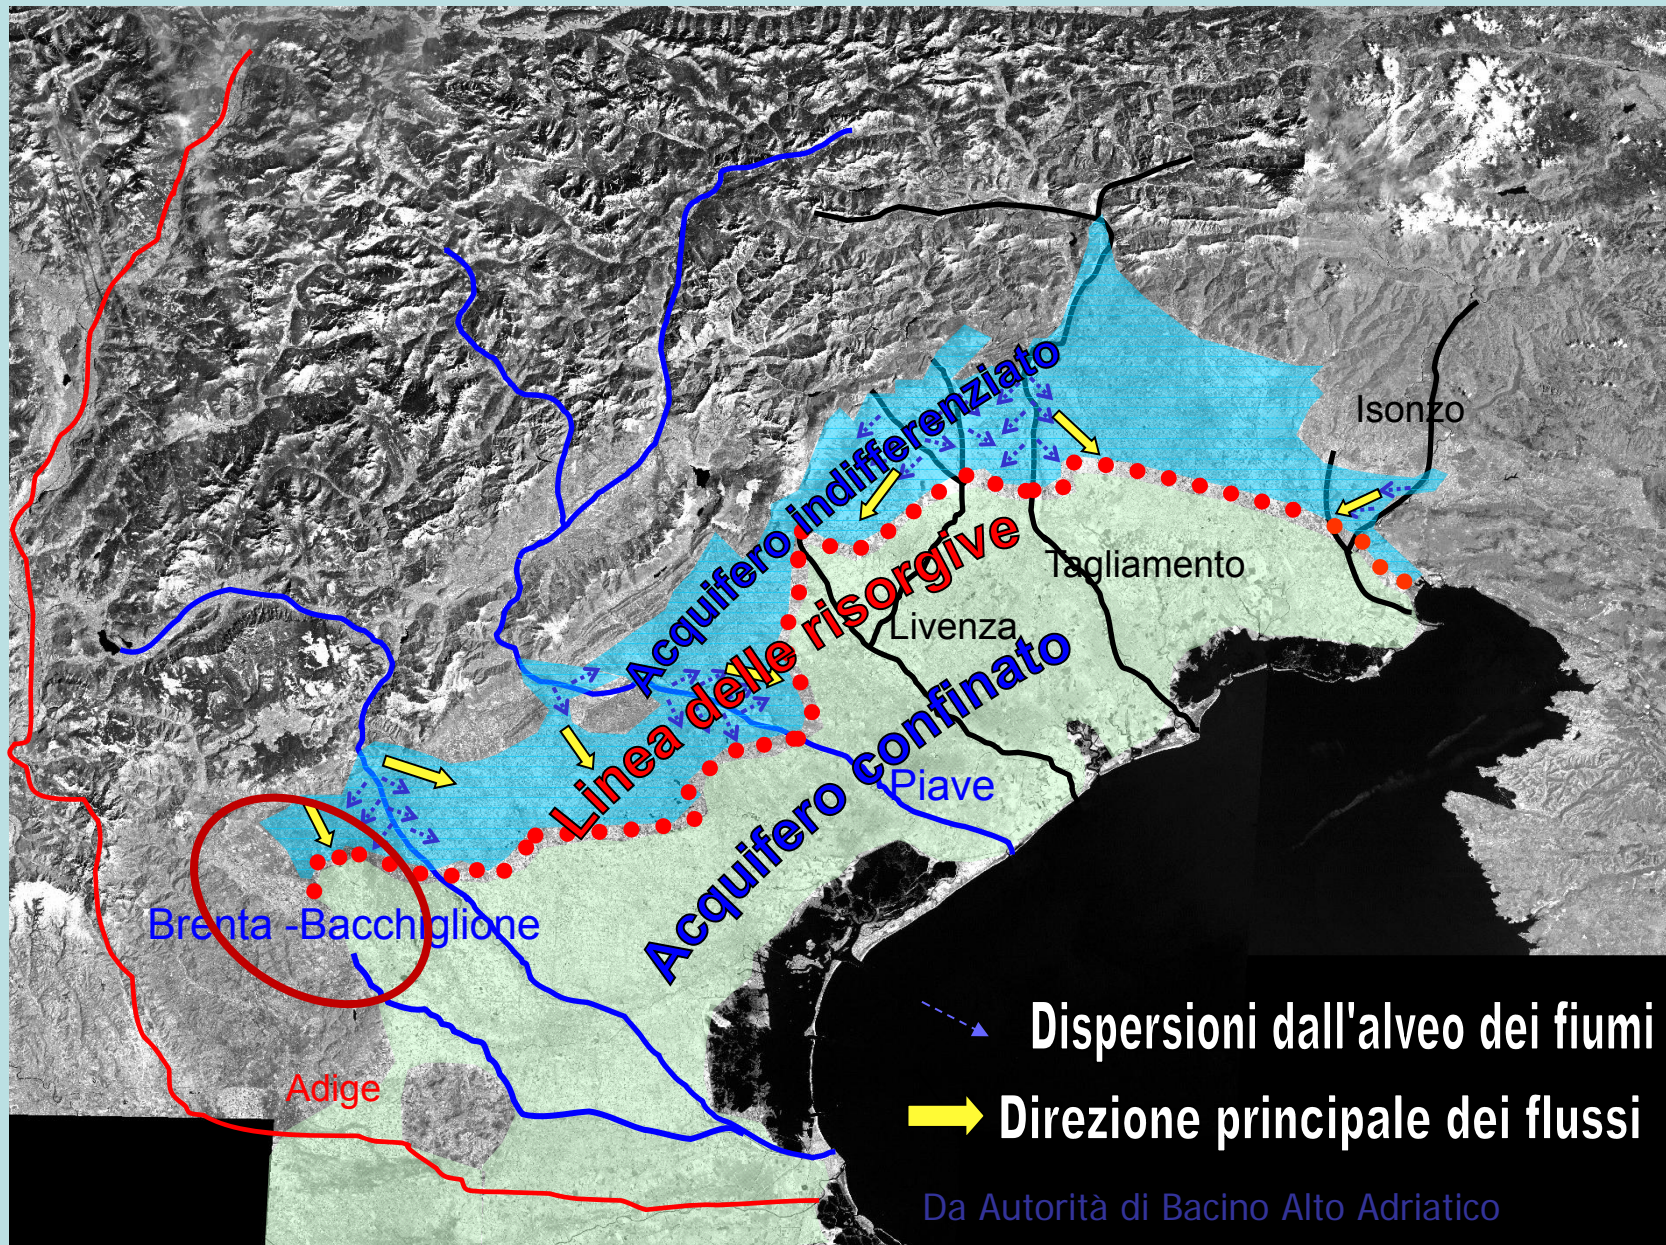 Acquifero indifferenziato
Isonzo
Linea delle risorgive
Tagliamento
Livenza
Acquifero confinato
Piave
Brenta -Bacchiglione
Adige
Dispersioni dall'alveo dei fiumi
Direzione principale dei flussi
Da Autorità di Bacino Alto Adriatico